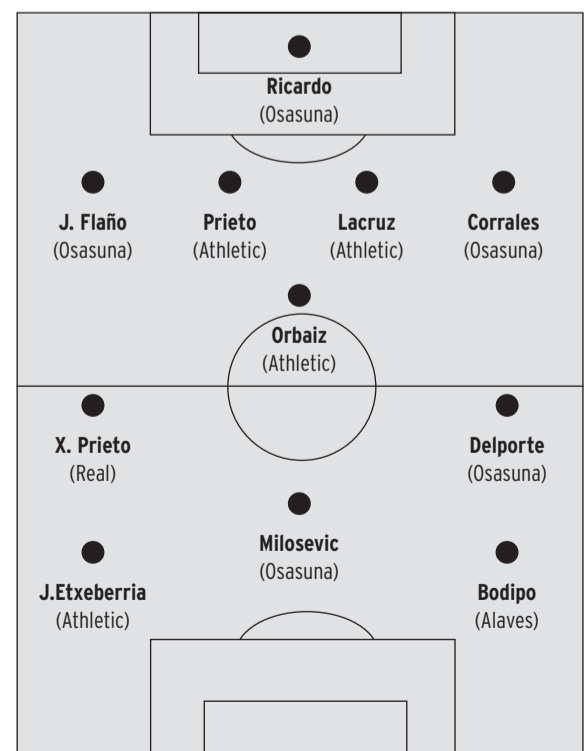 Ricardo
(Osasuna)
J. Flaño
(Osasuna)
Prieto
(Athletic)
Lacruz
(Athletic)
Corrales
(Osasuna)
Orbaiz
(Athletic)
X. Prieto
(Real)
Delporte
(Osasuna)
Milosevic
(Osasuna)
J.Etxeberria
(Athletic)
Bodipo
(Alaves)